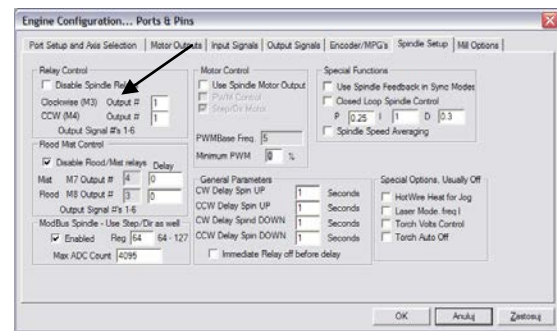 Engine Configuration... Ports & Pins
Port Setup and Axis Selection Motor Outputs Input Signals Output Signals Encoder/MPG's Spindle Setup Mill Options
Relay Control
Disable Spindle Relays
Clockwise (M3) Output # 1
CCW (M4) Output # 1
Output Signal #'s 1-6
Flood Mist Control
Disable Flood/Mist relays Delay
Mist M7 Output # 4 0
Flood M8 Output # 3 0
Output Signal #'s 1-6
ModBus Spindle - Use Step/Dir as well
Enabled Reg 64 64 - 127
Max ADC Count 4095
Motor Control
Use Spindle Motor Output
PWM Control
Step/Dir Motor
PWMBase Freq. 5
Minimum PWM 0 %
General Parameters
CW Delay Spin UP 1 Seconds
CCW Delay Spin UP 1 Seconds
CW Delay Spind DOWN 1 Seconds
CCW Delay Spin DOWN 1 Seconds
Immediate Relay off before delay
Special Functions
Use Spindle Feedback in Sync Modes
Closed Loop Spindle Control
P 0.25 I 1 D 0.3
Spindle Speed Averaging
Special Options, Usually Off
HotWire Heat for Jog
Laser Mode. freq
Torch Volts Control
Torch Auto Off
OK Anuluj Zastosuj